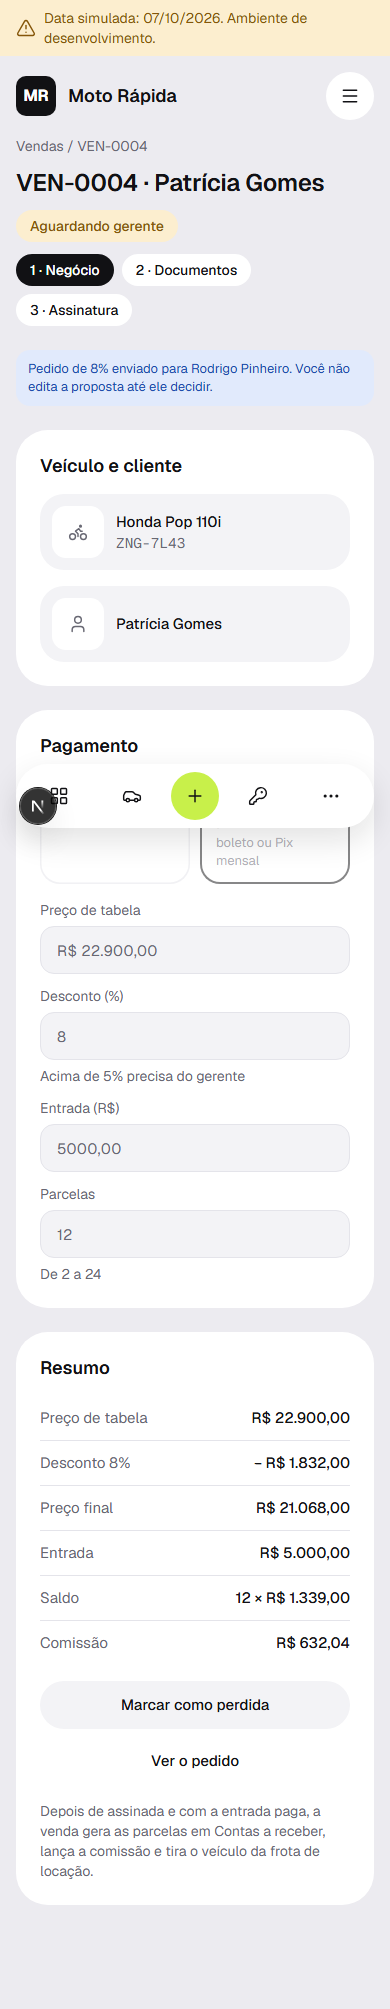 Data simulada: 07/10/2026. Ambiente de
desenvolvimento.
MR Moto Rápida
Vendas / VEN-0004
VEN-0004 · Patrícia Gomes
Aguardando gerente
1 · Negócio
2 · Documentos
3 · Assinatura
Pedido de 8% enviado para Rodrigo Pinheiro. Você não
edita a proposta até ele decidir.
Veículo e cliente
Honda Pop 110i
ZNG-7L43
Patrícia Gomes
Pagamento
N
boleto ou Pix
mensal
Preço de tabela
R$ 22.900,00
Desconto (%)
8
Acima de 5% precisa do gerente
Entrada (R$)
5000,00
Parcelas
12
De 2 a 24
Resumo
Preço de tabela R$ 22.900,00
Desconto 8% − R$ 1.832,00
Preço final R$ 21.068,00
Entrada R$ 5.000,00
Saldo 12 × R$ 1.339,00
Comissão R$ 632,04
Marcar como perdida
Ver o pedido
Depois de assinada e com a entrada paga, a
venda gera as parcelas em Contas a receber,
lança a comissão e tira o veículo da frota de
locação.